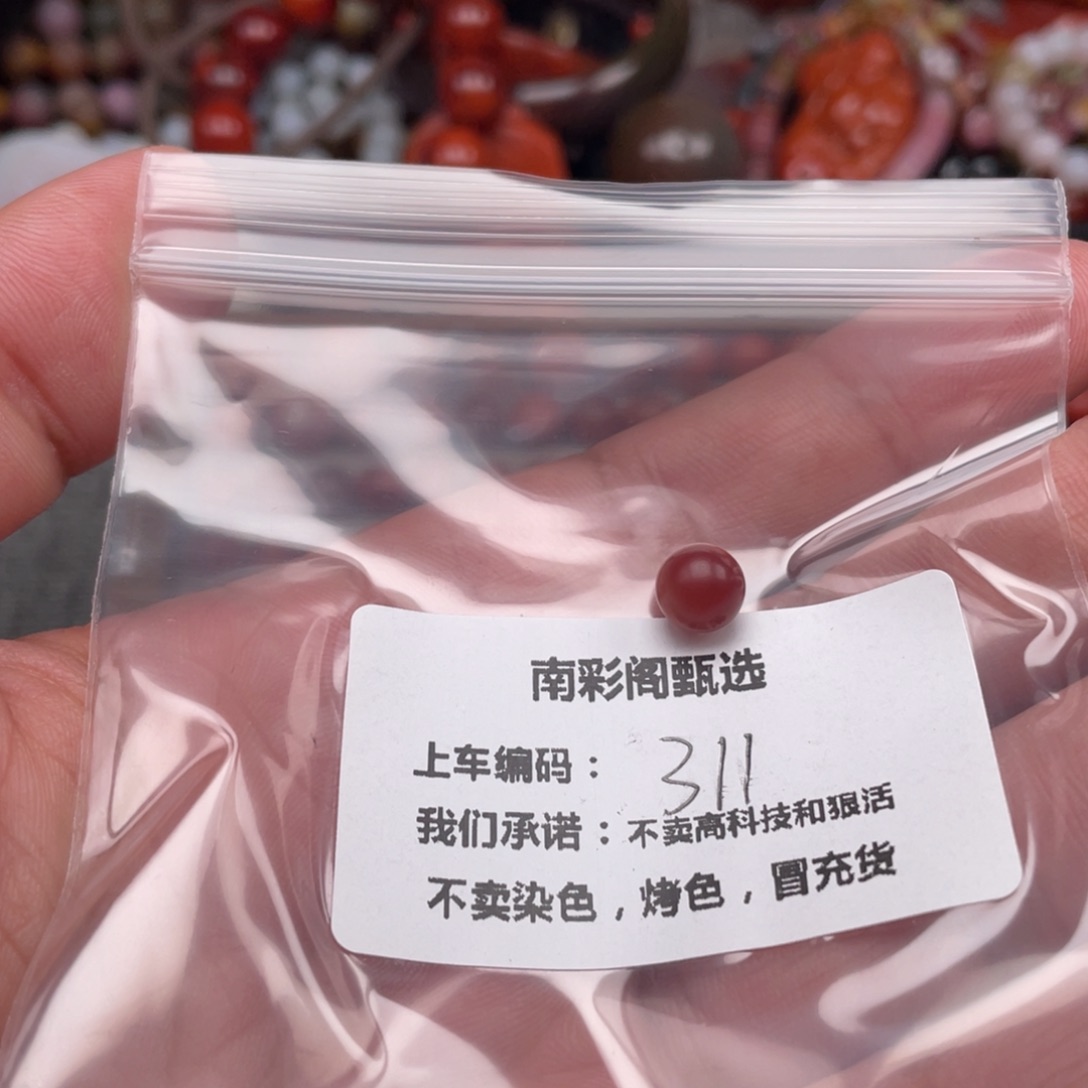 南彩阁甄选
上车编码：311
我们承诺：不卖高科技和狠活
不卖染色，烤色，冒充货